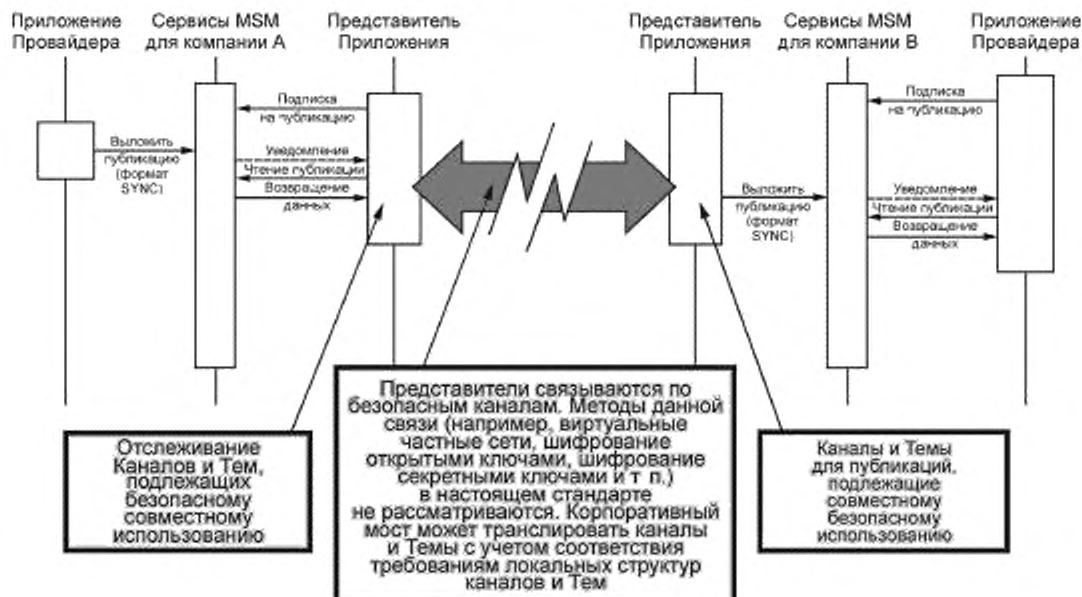 Приложение
Провайдера
Сервисы MSM
для компании А
Представитель
Приложения
Представитель
Приложения
Сервисы MSM
для компании В
Приложение
Провайдера
Выложить
публикацию
(формат
SYNC)
Подписка
на публикацию
Уведомление
Чтение публикации
Возвращение
данных
Выложить
публикацию
(формат
SYNC)
Подписка
на публикацию
Уведомление
Чтение публикации
Возвращение
данных
Отслеживание
Каналов и Тем,
подлежащих
безопасному
совместному
использованию
Представители связываются по
безопасным каналам. Методы данной
связи (например, виртуальные
частные сети, шифрование
открытыми ключами, шифрование
секретными ключами и т п.)
в настоящем стандарте
не рассматриваются. Корпоративный
мост может транслировать каналы
и Темы с учетом соответствия
требованиям локальных структур
каналов и Тем
Каналы и Темы
для публикаций,
подлежащие
совместному
безопасному
использованию